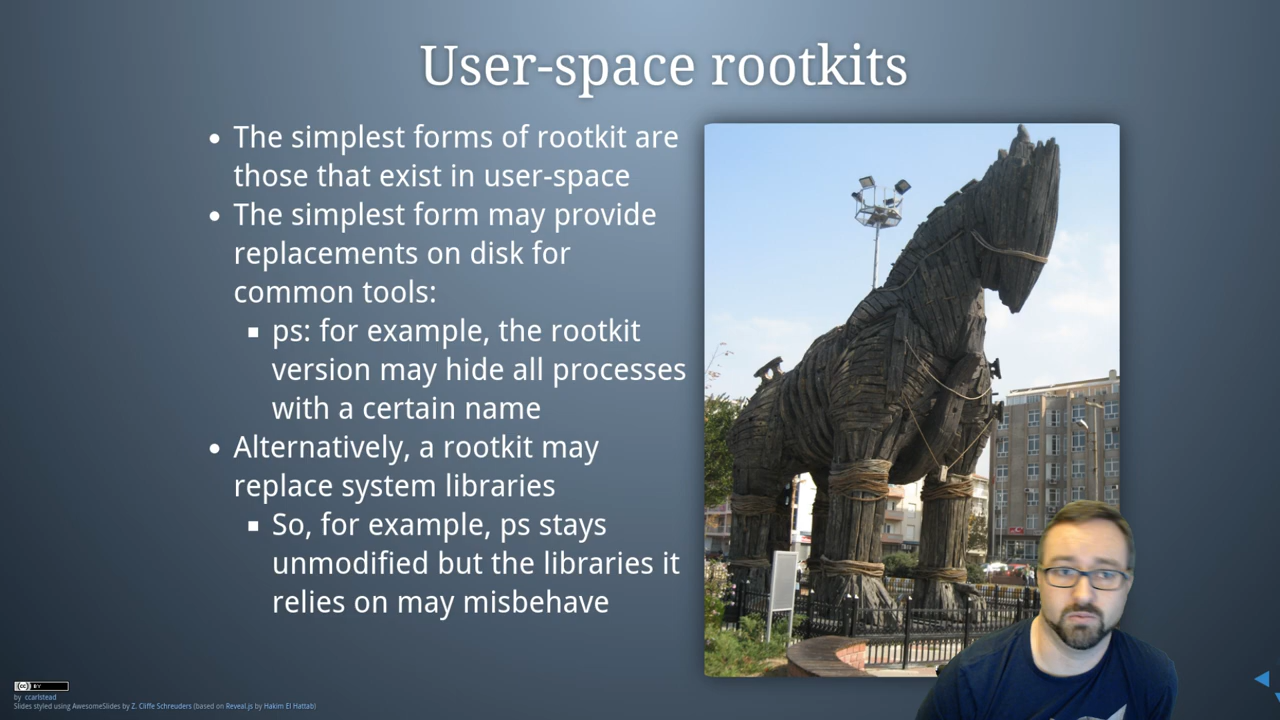 User-space rootkits
• The simplest forms of rootkit are
those that exist in user-space
• The simplest form may provide
replacements on disk for
common tools:
▪ ps: for example, the rootkit
version may hide all processes
with a certain name
• Alternatively, a rootkit may
replace system libraries
▪ So, for example, ps stays
unmodified but the libraries it
relies on may misbehave
cc BY
by ccarlstead
Slides styled using AwesomeSlides by Z. Cliffe Schreuders (based on Reveal.js by Hakim El Hattab)